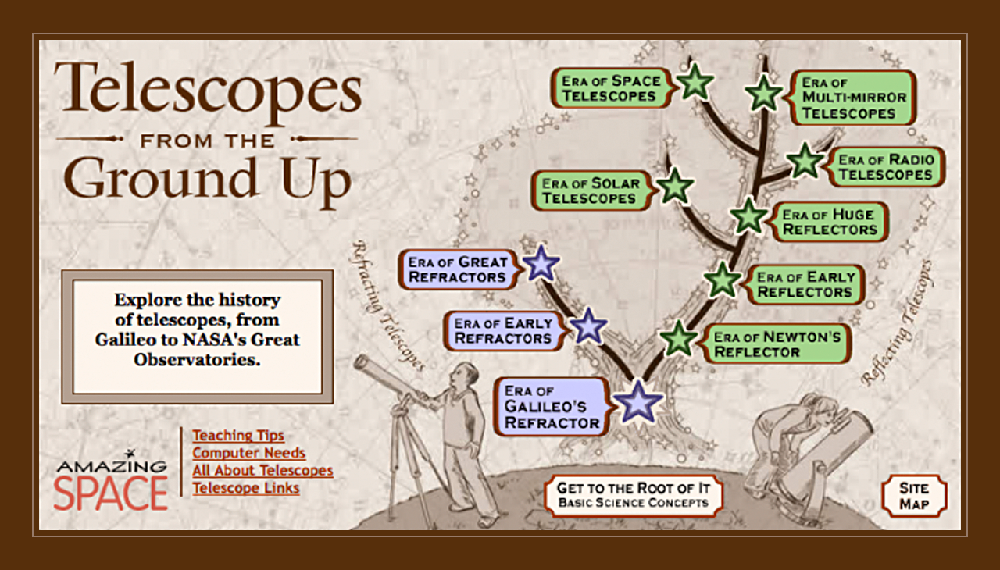 Telescopes
FROM THE
Ground Up
Explore the history
of telescopes, from
Galileo to NASA's Great
Observatories.
AMAZING
SPACE
Teaching Tips
Computer Needs
All About Telescopes
Telescope Links
ERA OF SPACE
TELESCOPES
ERA OF
MULTI-MIRROR
TELESCOPES
ERA OF RADIO
TELESCOPES
ERA OF SOLAR
TELESCOPES
ERA OF HUGE
REFLECTORS
ERA OF GREAT
REFRACTORS
ERA OF EARLY
REFLECTORS
ERA OF EARLY
REFRACTORS
ERA OF NEWTON'S
REFLECTOR
ERA OF
GALILEO'S
REFRACTOR
Refracting Telescopes
Reflecting Telescopes
GET TO THE ROOT OF IT
BASIC SCIENCE CONCEPTS
SITE
MAP